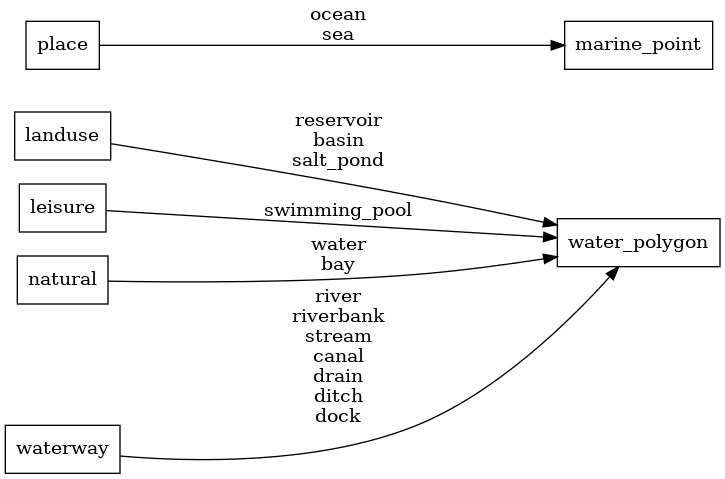 ocean
sea
place
marine_point
landuse
reservoir
basin
salt_pond
leisure
swimming_pool
water_polygon
natural
water
bay
river
riverbank
stream
canal
drain
ditch
dock
waterway